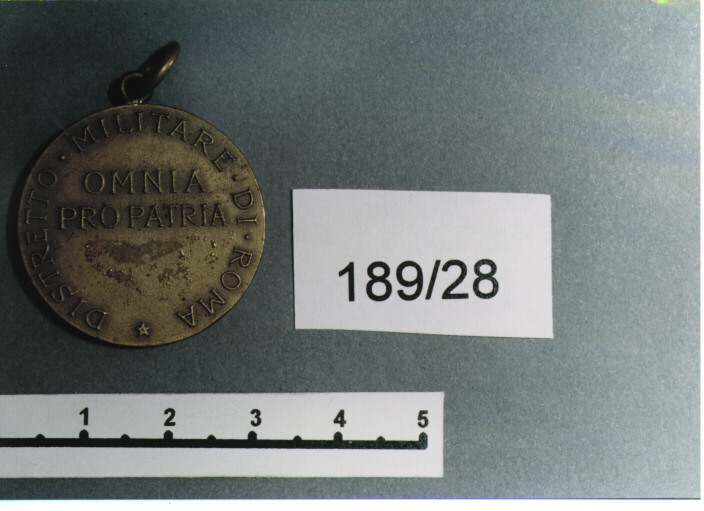 DISTRETTO · MILITARE · DI · ROMA
OMNIA
PRO PATRIA
189/28
1 2 3 4 5